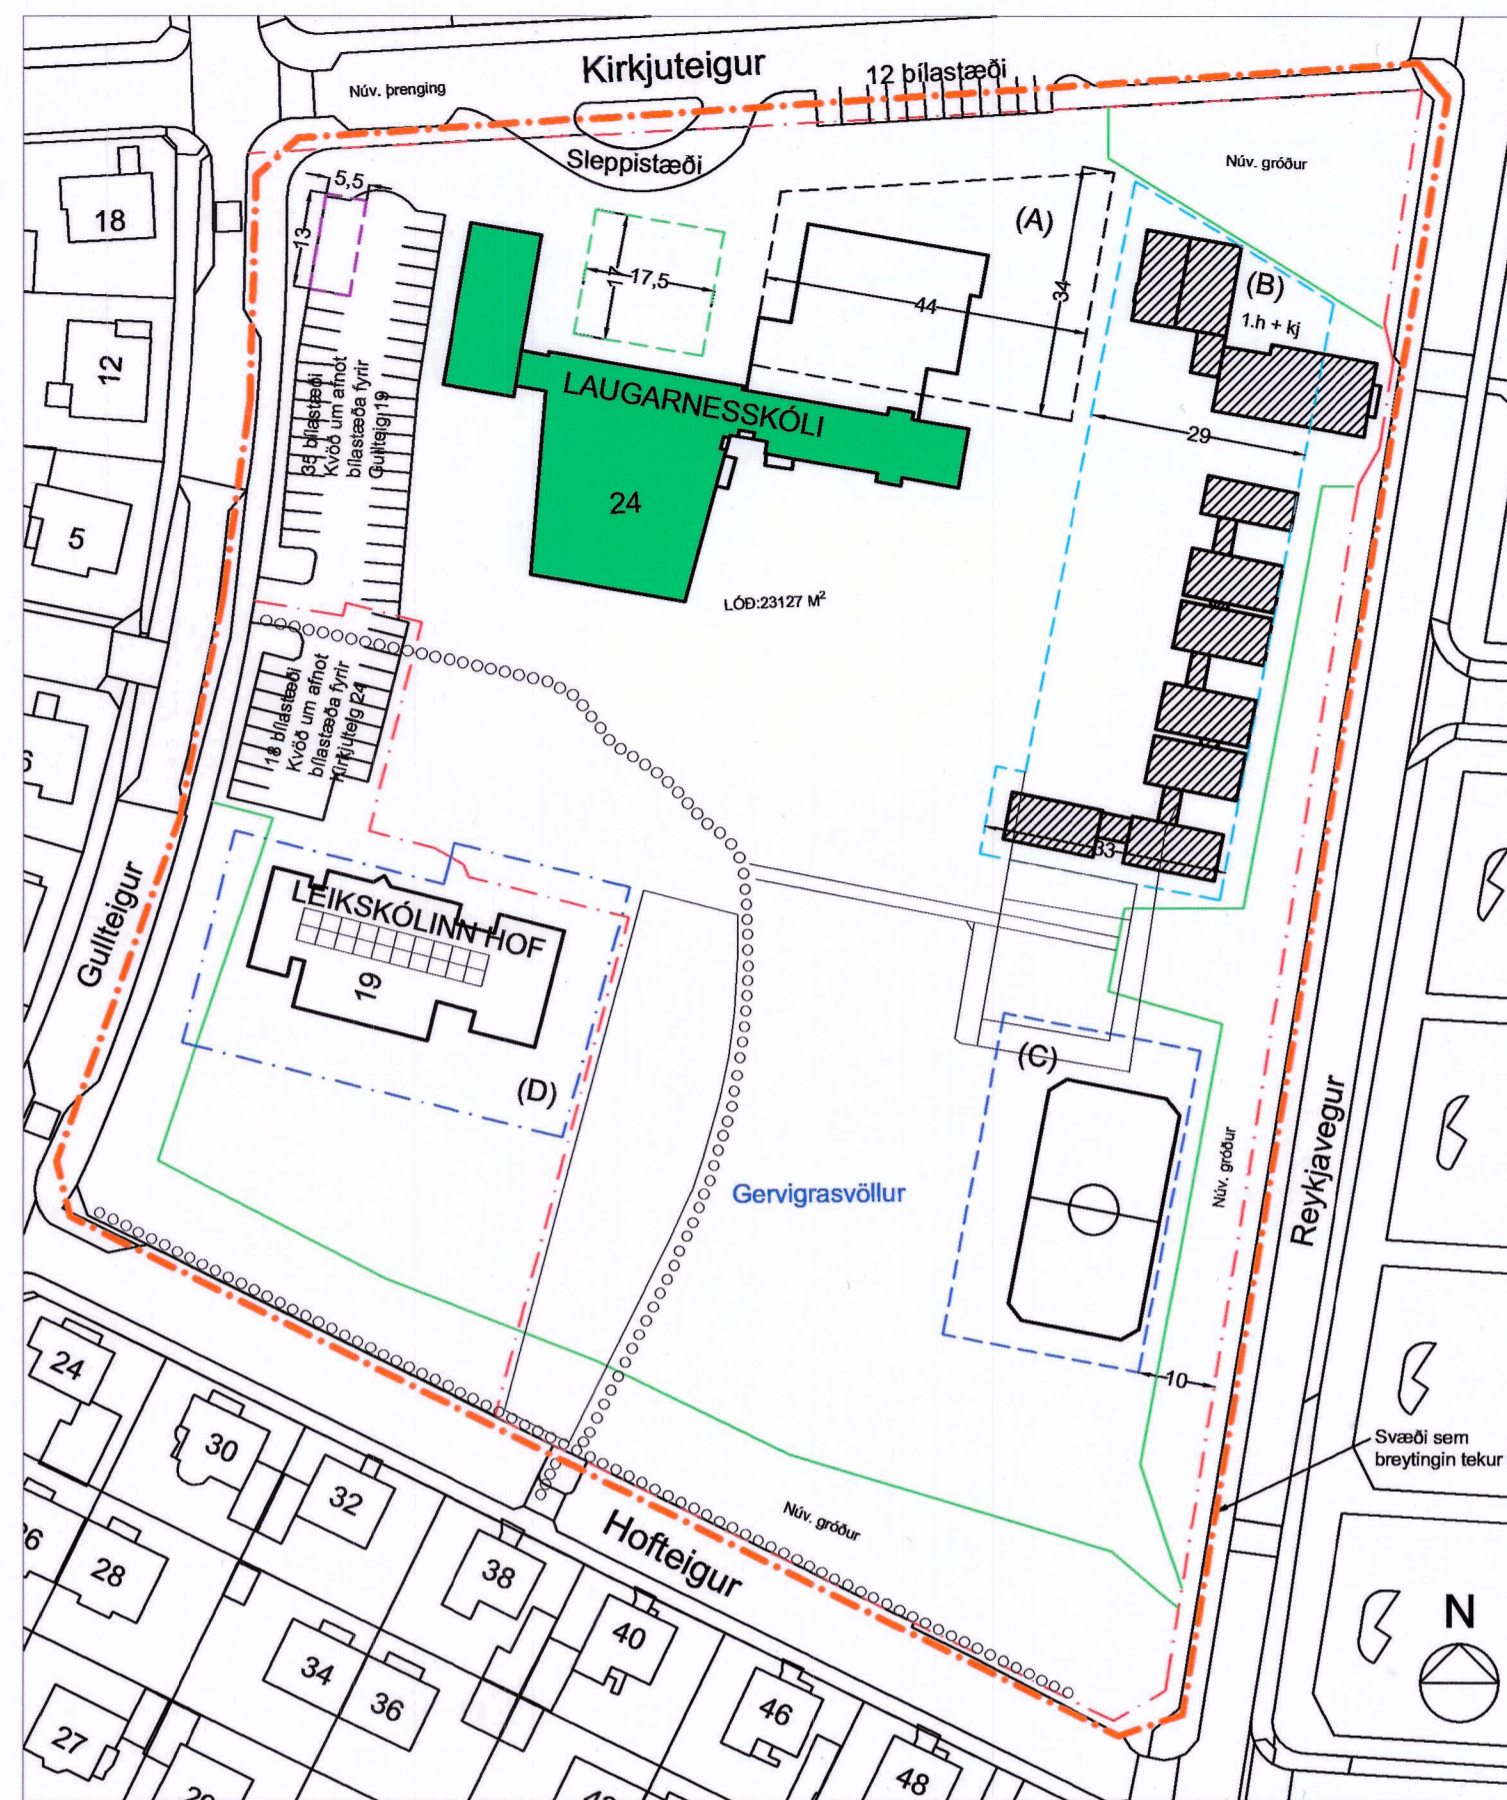 Kirkjuteigur
12 bílastæði
Núv. þrenging
Sleppistæði
Núv. gróður
5,5
13
17
17,5
(A)
44
34
(B)
1.h + kj
29
18
12
5
35 bílastæði
Kvöð um afnot
bílastæða fyrir
Gullteig 19
LAUGARNESSKÓLI
24
LÓÐ:23127 M²
18 bílastæði
Kvöð um afnot
bílastæða fyrir
Kirkjuteig 24
33
LEIKSKÓLINN HOF
19
(D)
(C)
Gullteigur
Gervigrasvöllur
Núv. gróður
Reykjavegur
10
Svæði sem
breytingin tekur
Núv. gróður
Hofteigur
24
30
32
28
38
40
34
36
46
48
27
N